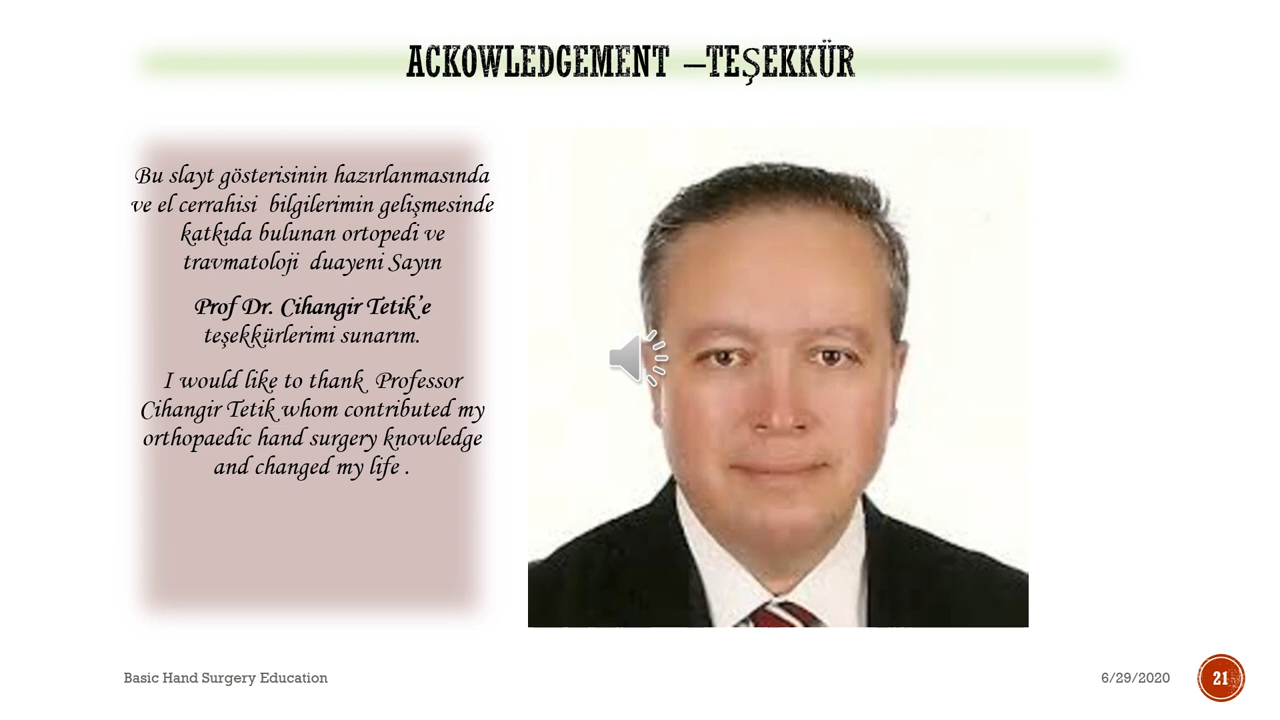 ACKOWLEDGEMENT –TEŞEKKÜR
Bu slayt gösterisinin hazırlanmasında
ve el cerrahisi bilgilerimin gelişmesinde
katkıda bulunan ortopedi ve
travmatoloji duayeni Sayın
Prof Dr. Cihangir Tetik'e
teşekkürlerimi sunarım.
I would like to thank Professor
Cihangir Tetik whom contributed my
orthopaedic hand surgery knowledge
and changed my life .
Basic Hand Surgery Education
6/29/2020
21